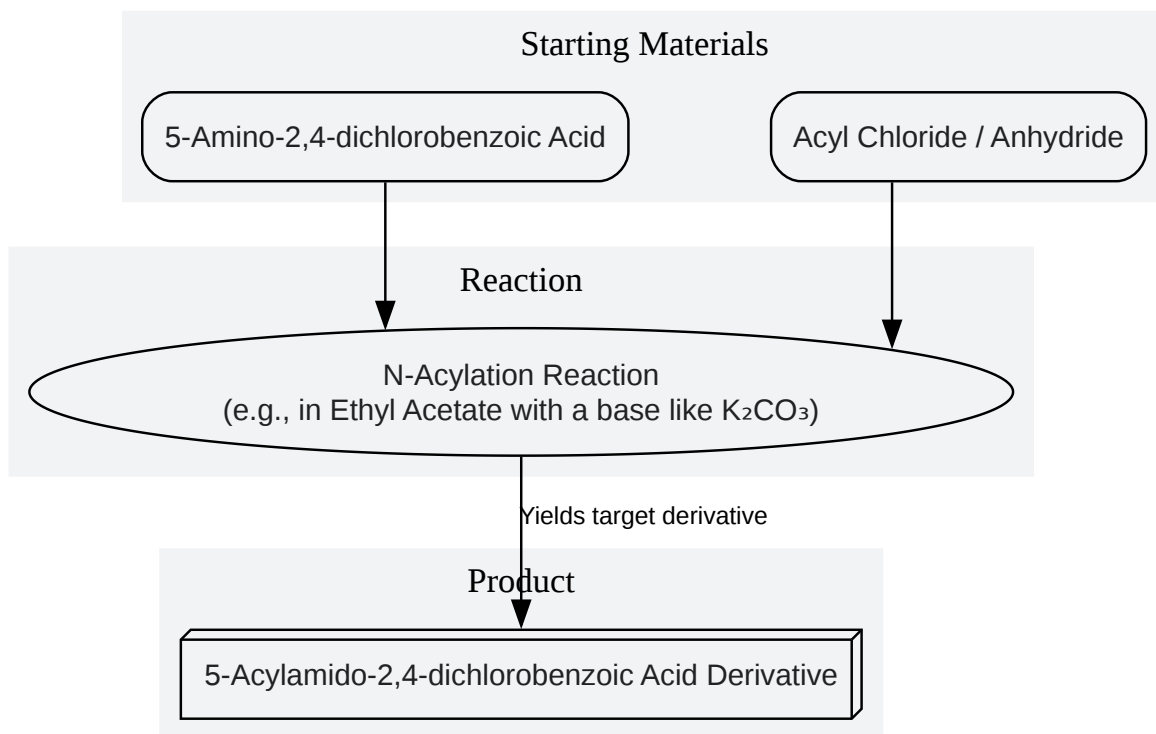 Starting Materials
5-Amino-2,4-dichlorobenzoic Acid
Acyl Chloride / Anhydride
Reaction
N-Acylation Reaction
(e.g., in Ethyl Acetate with a base like K₂CO₃)
Yields target derivative
Product
5-Acylamido-2,4-dichlorobenzoic Acid Derivative